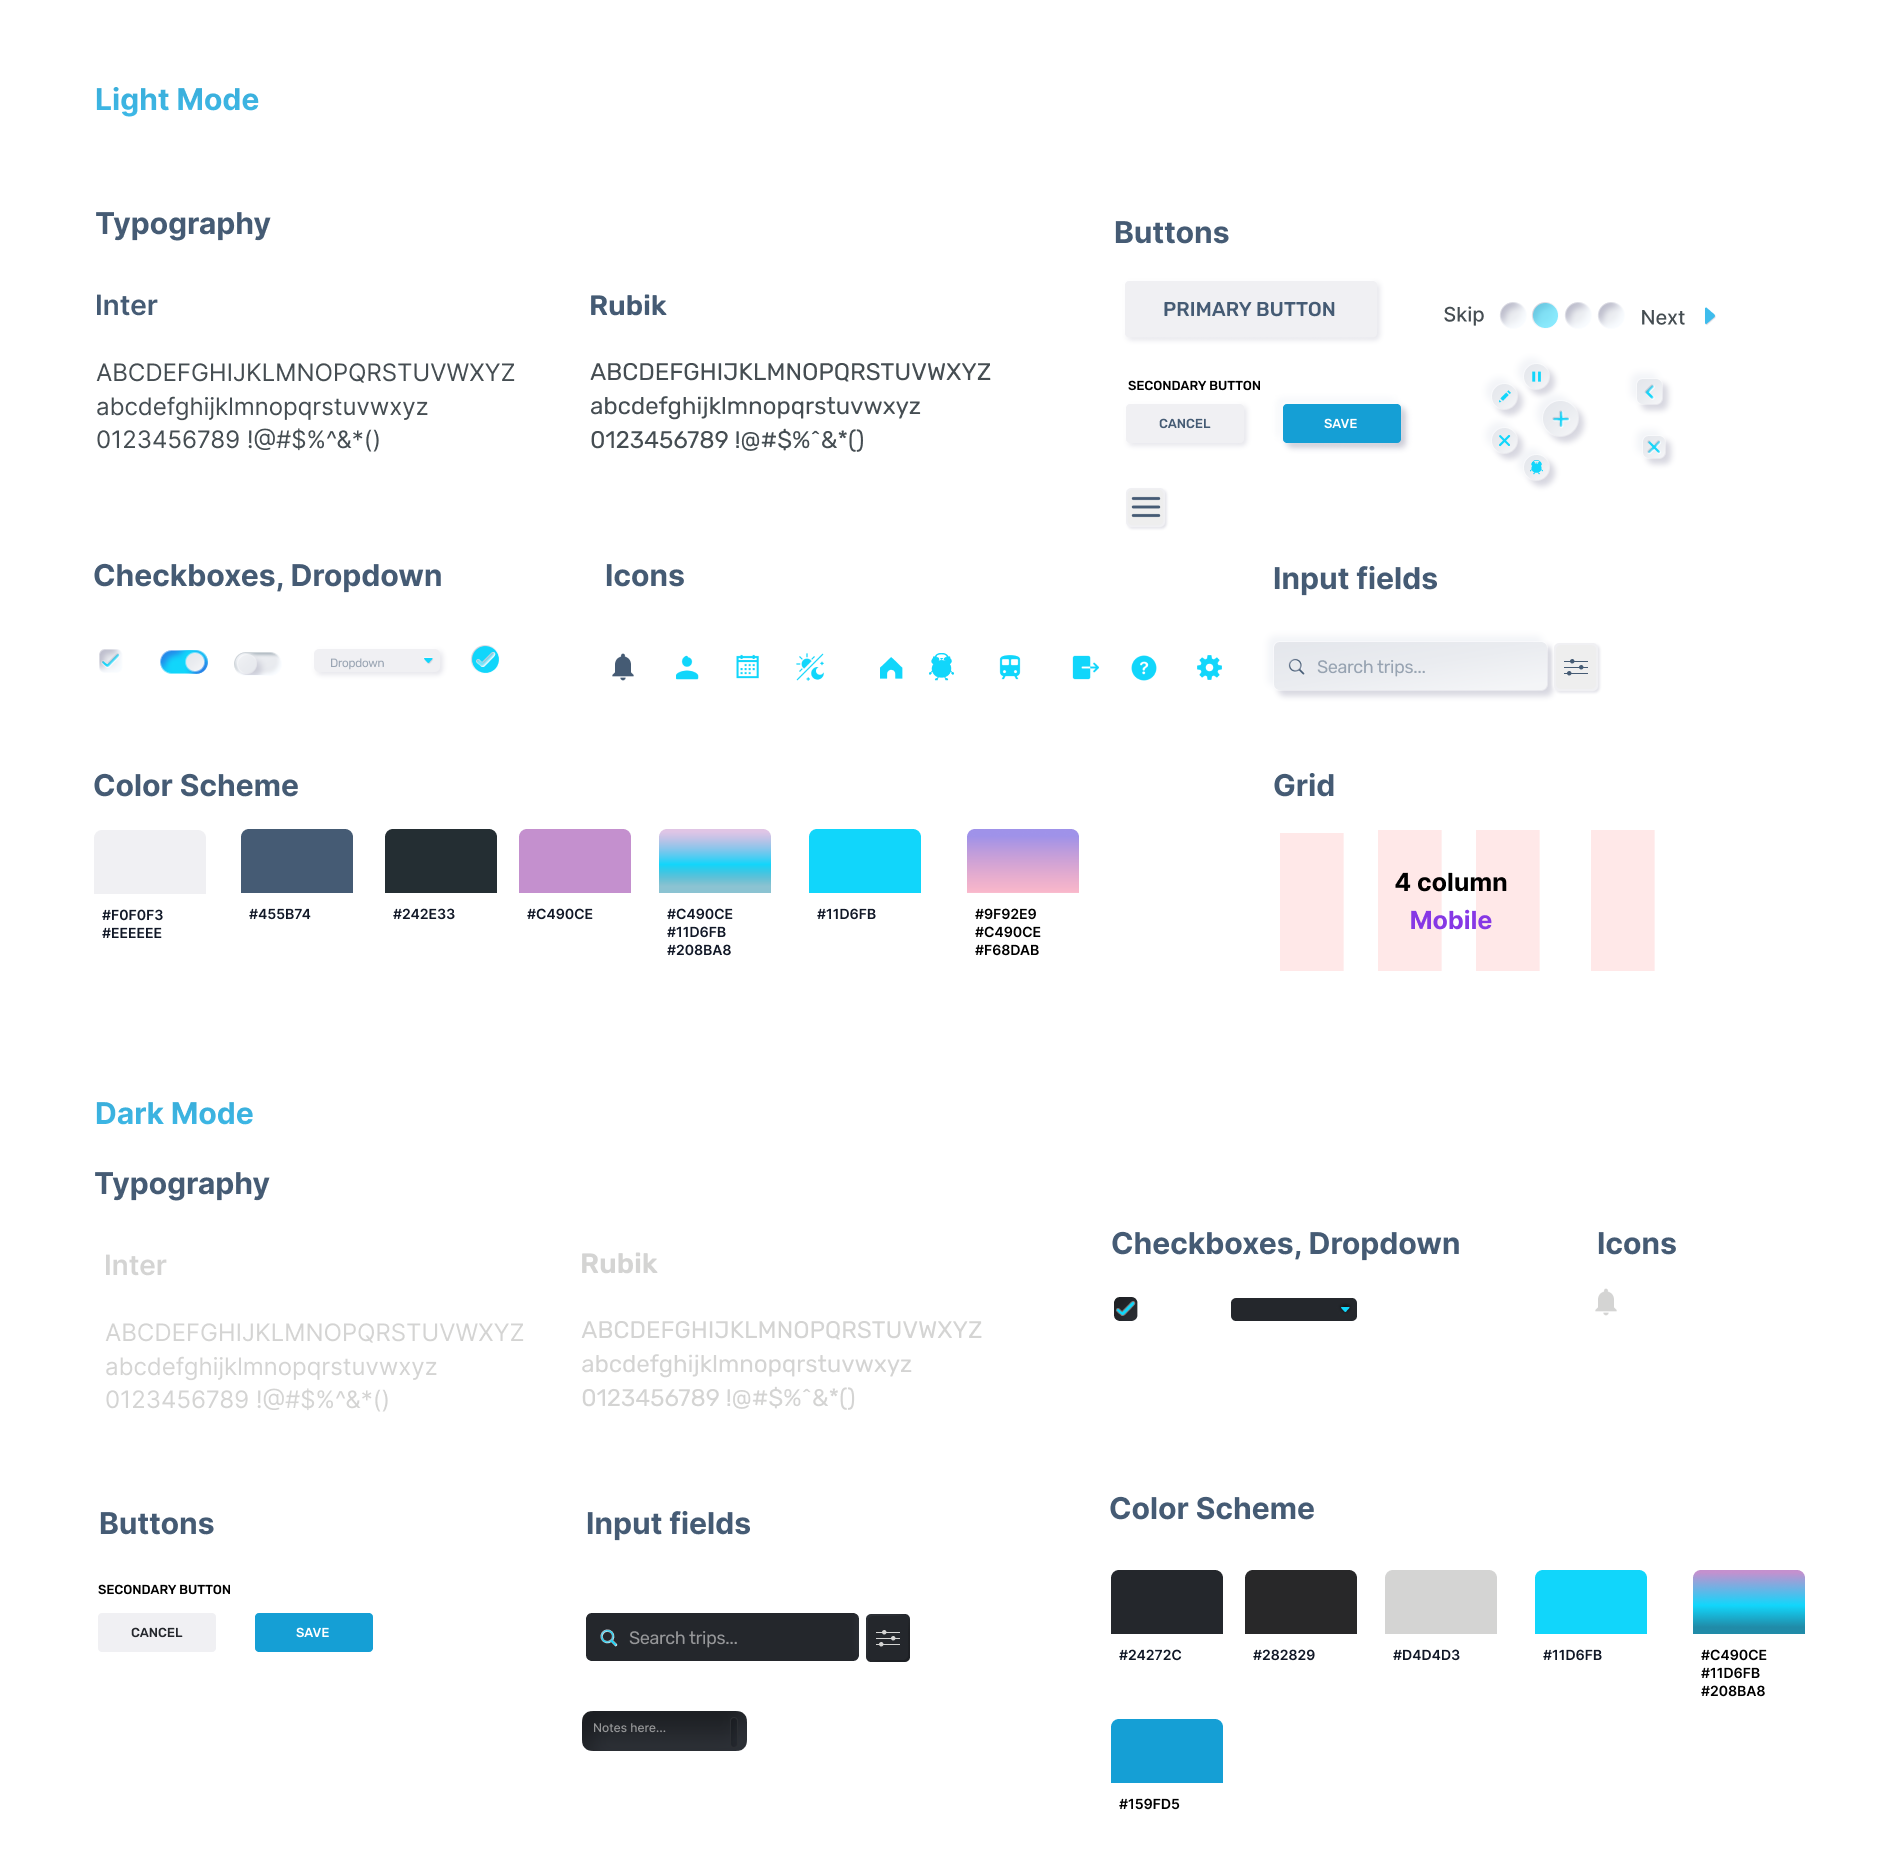 Light Mode
Typography
Inter
ABCDEFGHIJKLMNOPQRSTUVWXYZ
abcdefghijklmnopqrstuvwxyz
0123456789 !@#$%^&*()
Rubik
ABCDEFGHIJKLMNOPQRSTUVWXYZ
abcdefghijklmnopqrstuvwxyz
0123456789 !@#$%^&*()
Buttons
PRIMARY BUTTON
Skip
Next
SECONDARY BUTTON
CANCEL
SAVE
Checkboxes, Dropdown
Dropdown
Icons
?
Input fields
Search trips...
Color Scheme
#F0F0F3
#EEEEEE
#455B74
#242E33
#C490CE
#C490CE
#11D6FB
#208BA8
#11D6FB
#9F92E9
#C490CE
#F68DAB
Grid
4 column
Mobile
Dark Mode
Typography
Inter
ABCDEFGHIJKLMNOPQRSTUVWXYZ
abcdefghijklmnopqrstuvwxyz
0123456789 !@#$%^&*()
Rubik
ABCDEFGHIJKLMNOPQRSTUVWXYZ
abcdefghijklmnopqrstuvwxyz
0123456789 !@#$%^&*()
Checkboxes, Dropdown
Icons
Buttons
SECONDARY BUTTON
CANCEL
SAVE
Input fields
Search trips...
Notes here...
Color Scheme
#24272C
#282829
#D4D4D3
#11D6FB
#C490CE
#11D6FB
#208BA8
#159FD5